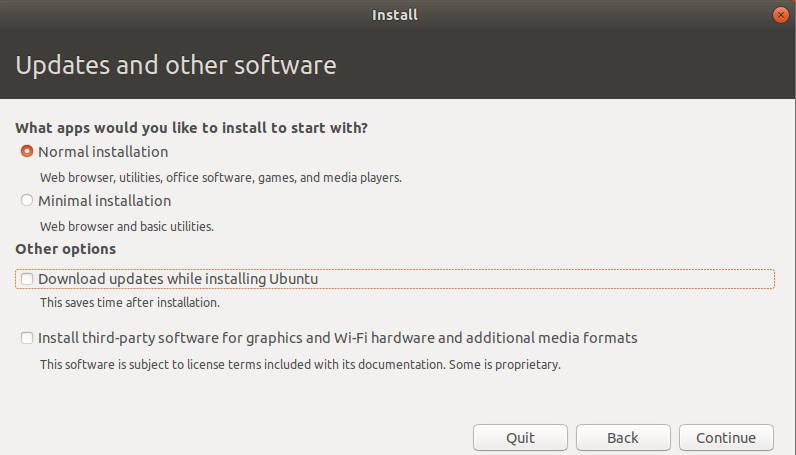 Install
Updates and other software
What apps would you like to install to start with?
Normal installation
Web browser, utilities, office software, games, and media players.
Minimal installation
Web browser and basic utilities.
Other options
Download updates while installing Ubuntu
This saves time after installation.
Install third-party software for graphics and Wi-Fi hardware and additional media formats
This software is subject to license terms included with its documentation. Some is proprietary.
Quit Back Continue